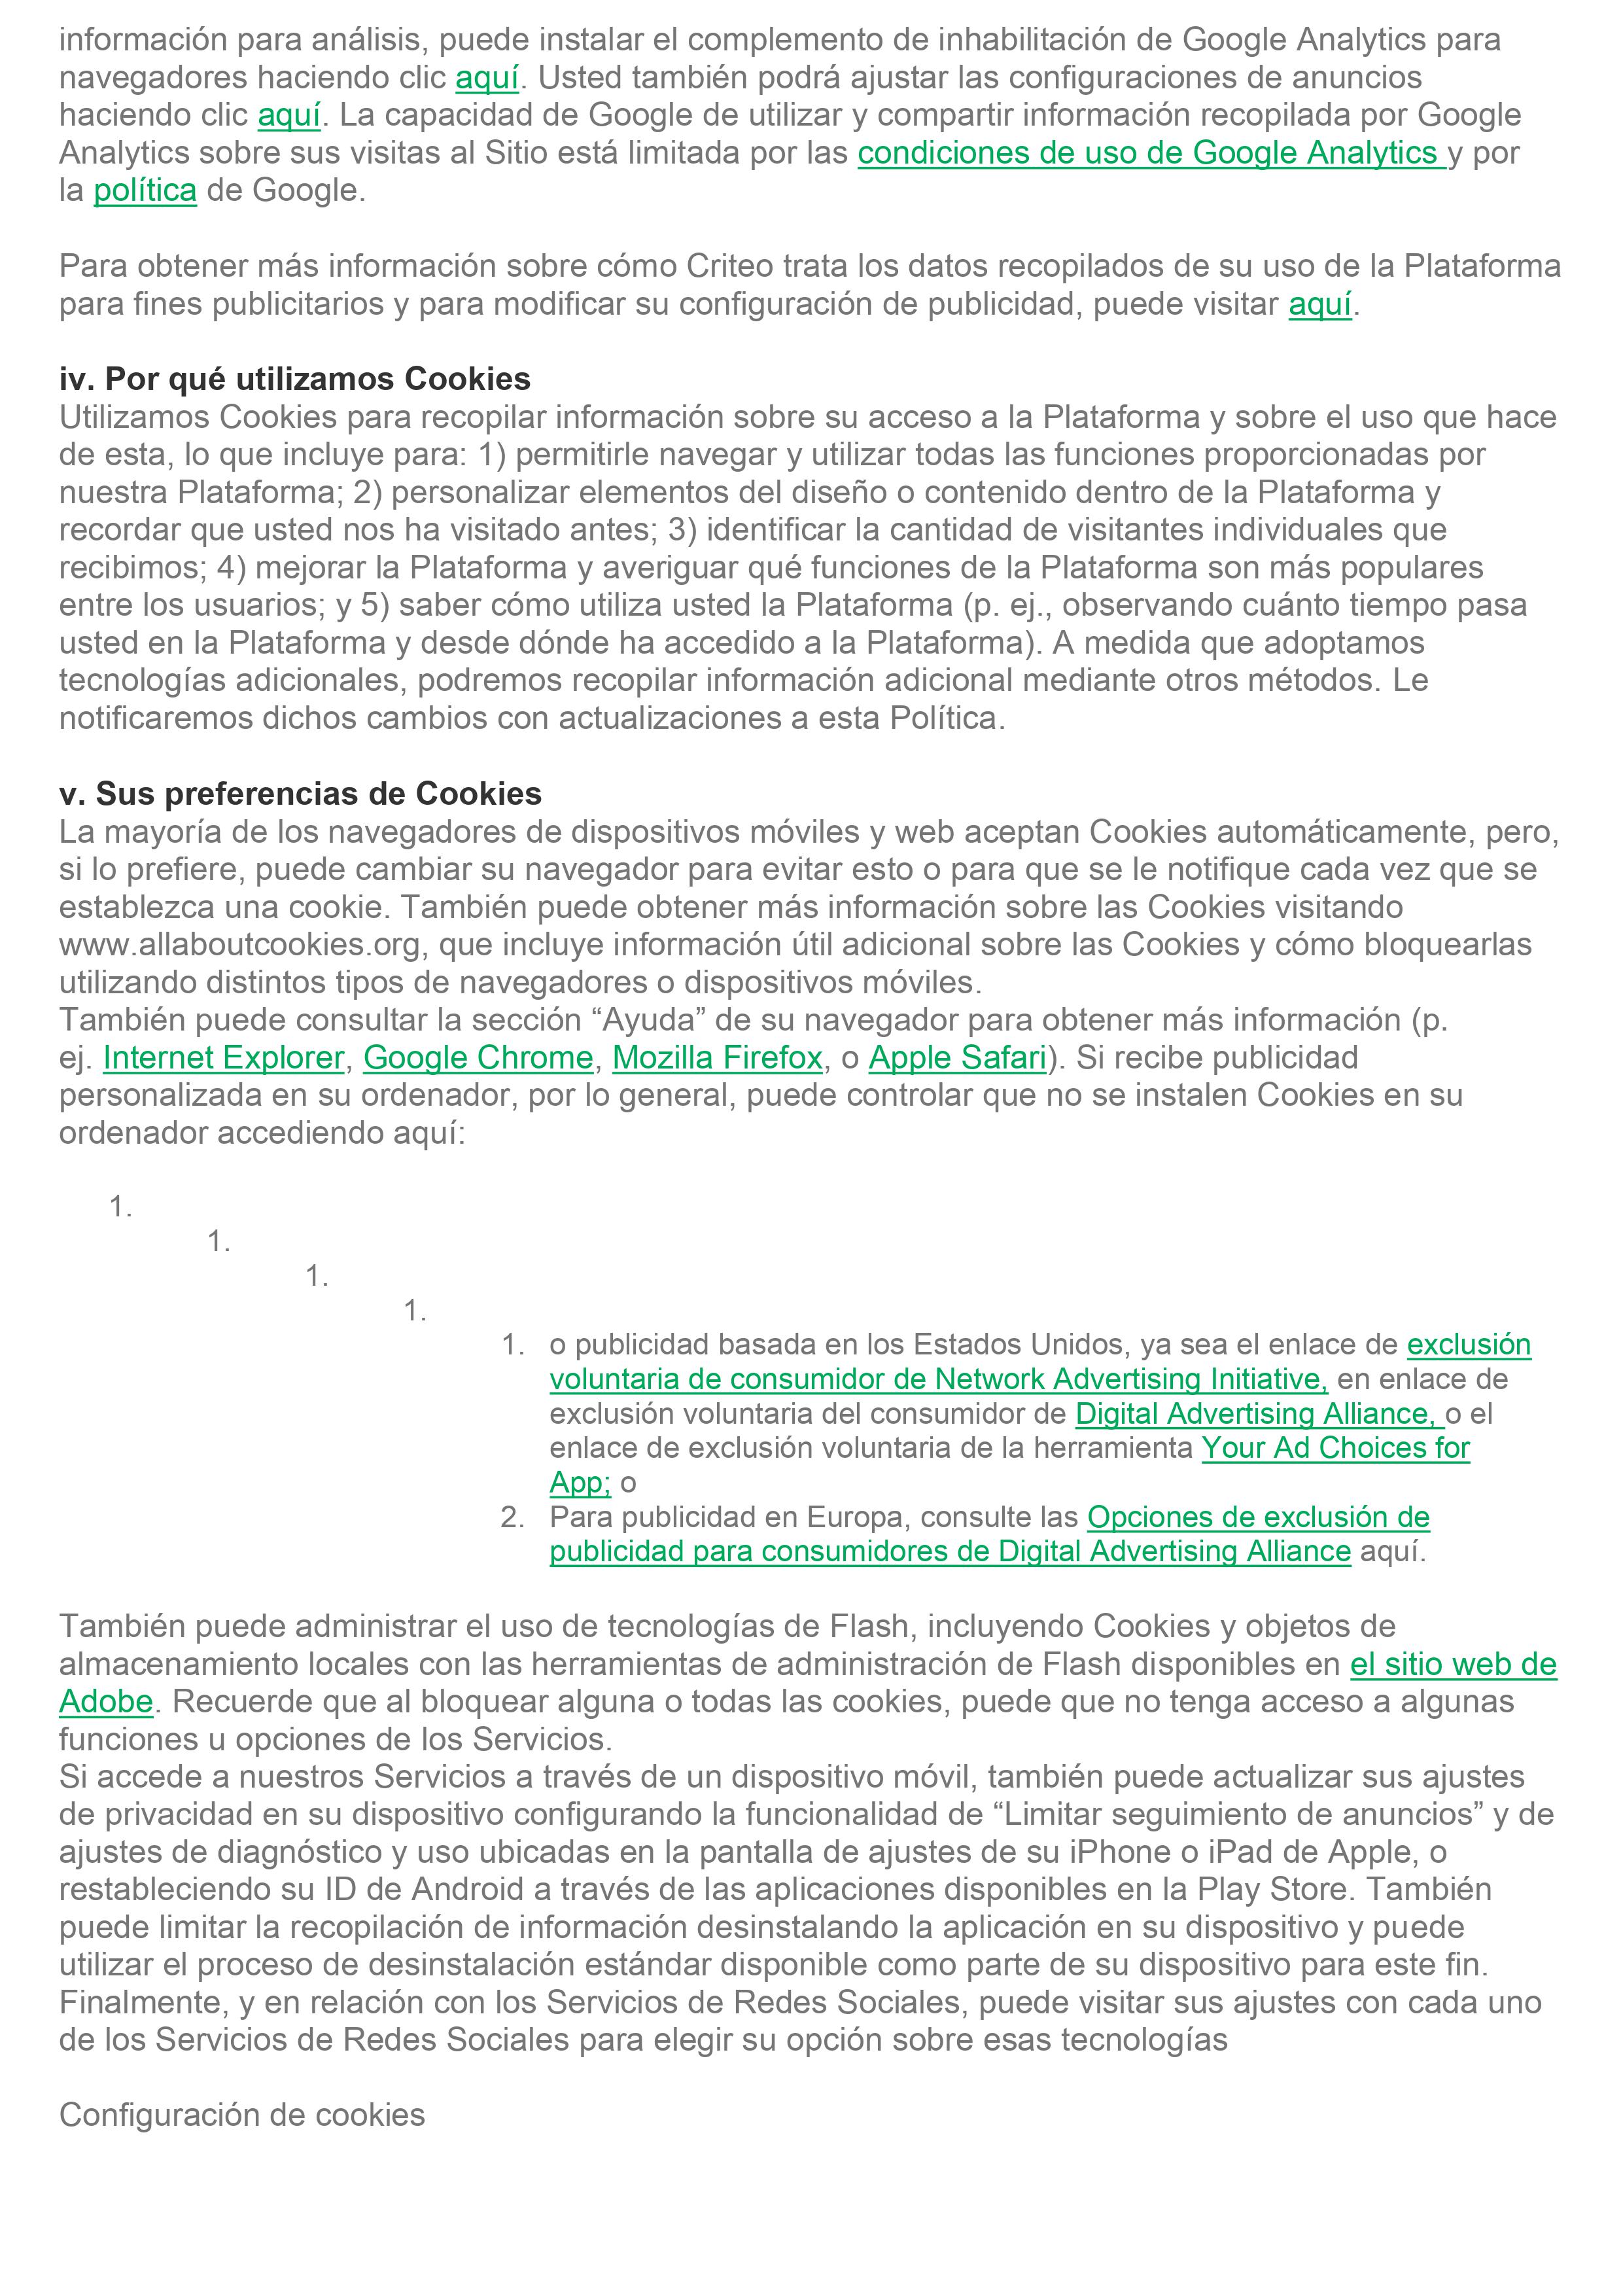 información para análisis, puede instalar el complemento de inhabilitación de Google Analytics para
navegadores haciendo clic aquí. Usted también podrá ajustar las configuraciones de anuncios
haciendo clic aquí. La capacidad de Google de utilizar y compartir información recopilada por Google
Analytics sobre sus visitas al Sitio está limitada por las condiciones de uso de Google Analytics y por
la política de Google.
Para obtener más información sobre cómo Criteo trata los datos recopilados de su uso de la Plataforma
para fines publicitarios y para modificar su configuración de publicidad, puede visitar aquí.
iv. Por qué utilizamos Cookies
Utilizamos Cookies para recopilar información sobre su acceso a la Plataforma y sobre el uso que hace
de esta, lo que incluye para: 1) permitirle navegar y utilizar todas las funciones proporcionadas por
nuestra Plataforma; 2) personalizar elementos del diseño o contenido dentro de la Plataforma y
recordar que usted nos ha visitado antes; 3) identificar la cantidad de visitantes individuales que
recibimos; 4) mejorar la Plataforma y averiguar qué funciones de la Plataforma son más populares
entre los usuarios; y 5) saber cómo utiliza usted la Plataforma (p. ej., observando cuánto tiempo pasa
usted en la Plataforma y desde dónde ha accedido a la Plataforma). A medida que adoptamos
tecnologías adicionales, podremos recopilar información adicional mediante otros métodos. Le
notificaremos dichos cambios con actualizaciones a esta Política.
v. Sus preferencias de Cookies
La mayoría de los navegadores de dispositivos móviles y web aceptan Cookies automáticamente, pero,
si lo prefiere, puede cambiar su navegador para evitar esto o para que se le notifique cada vez que se
establezca una cookie. También puede obtener más información sobre las Cookies visitando
www.allaboutcookies.org, que incluye información útil adicional sobre las Cookies y cómo bloquearlas
utilizando distintos tipos de navegadores o dispositivos móviles.
También puede consultar la sección “Ayuda” de su navegador para obtener más información (p.
ej. Internet Explorer, Google Chrome, Mozilla Firefox, o Apple Safari). Si recibe publicidad
personalizada en su ordenador, por lo general, puede controlar que no se instalen Cookies en su
ordenador accediendo aquí:
1.
1.
1.
1.
1. o publicidad basada en los Estados Unidos, ya sea el enlace de exclusión
voluntaria de consumidor de Network Advertising Initiative, en enlace de
exclusión voluntaria del consumidor de Digital Advertising Alliance, o el
enlace de exclusión voluntaria de la herramienta Your Ad Choices for
App; o
2. Para publicidad en Europa, consulte las Opciones de exclusión de
publicidad para consumidores de Digital Advertising Alliance aquí.
También puede administrar el uso de tecnologías de Flash, incluyendo Cookies y objetos de
almacenamiento locales con las herramientas de administración de Flash disponibles en el sitio web de
Adobe. Recuerde que al bloquear alguna o todas las cookies, puede que no tenga acceso a algunas
funciones u opciones de los Servicios.
Si accede a nuestros Servicios a través de un dispositivo móvil, también puede actualizar sus ajustes
de privacidad en su dispositivo configurando la funcionalidad de “Limitar seguimiento de anuncios” y de
ajustes de diagnóstico y uso ubicadas en la pantalla de ajustes de su iPhone o iPad de Apple, o
restableciendo su ID de Android a través de las aplicaciones disponibles en la Play Store. También
puede limitar la recopilación de información desinstalando la aplicación en su dispositivo y puede
utilizar el proceso de desinstalación estándar disponible como parte de su dispositivo para este fin.
Finalmente, y en relación con los Servicios de Redes Sociales, puede visitar sus ajustes con cada uno
de los Servicios de Redes Sociales para elegir su opción sobre esas tecnologías
Configuración de cookies